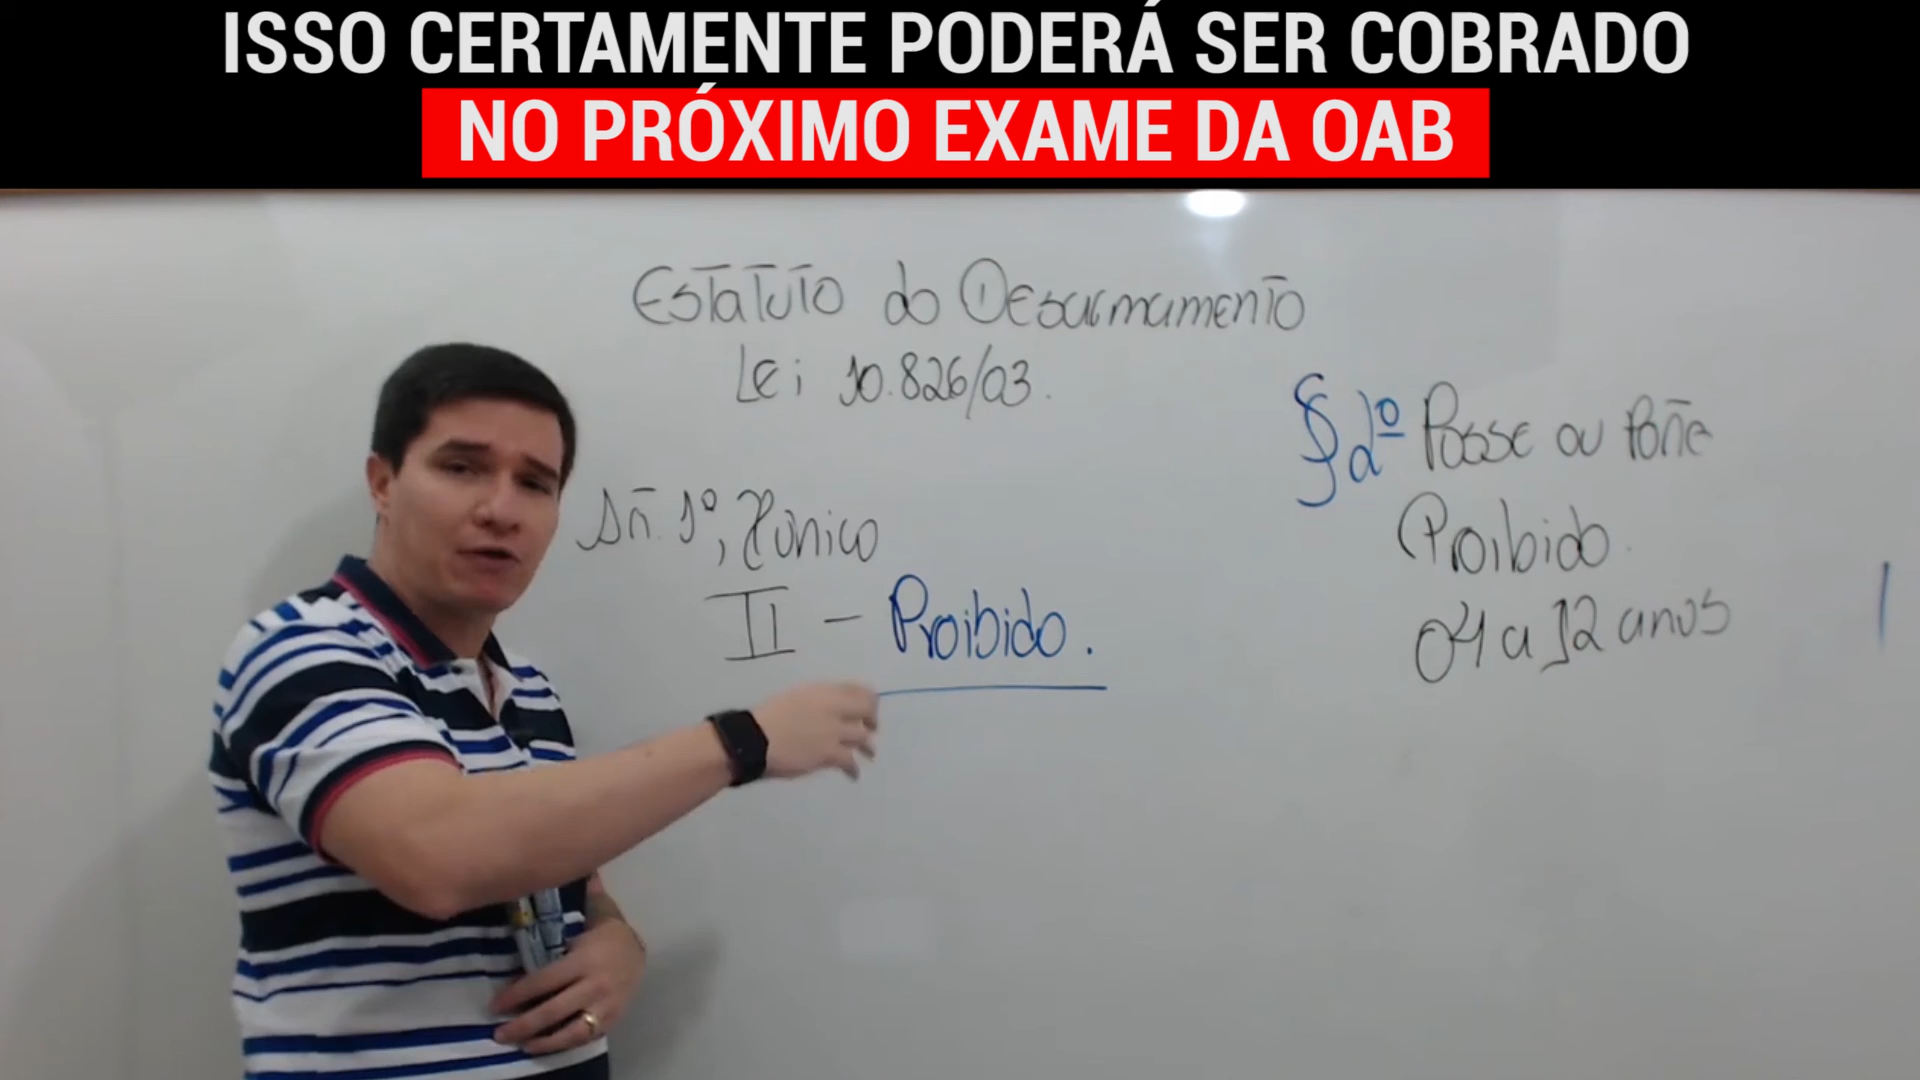 ISSO CERTAMENTE PODERÁ SER COBRADO
NO PRÓXIMO EXAME DA OAB
Estatuto do Desarmamento
Lei 10.826/03.
Art. 1º, § único
II - Proibido.
§ 2º Posse ou Porte
Proibido.
04 a 12 anos